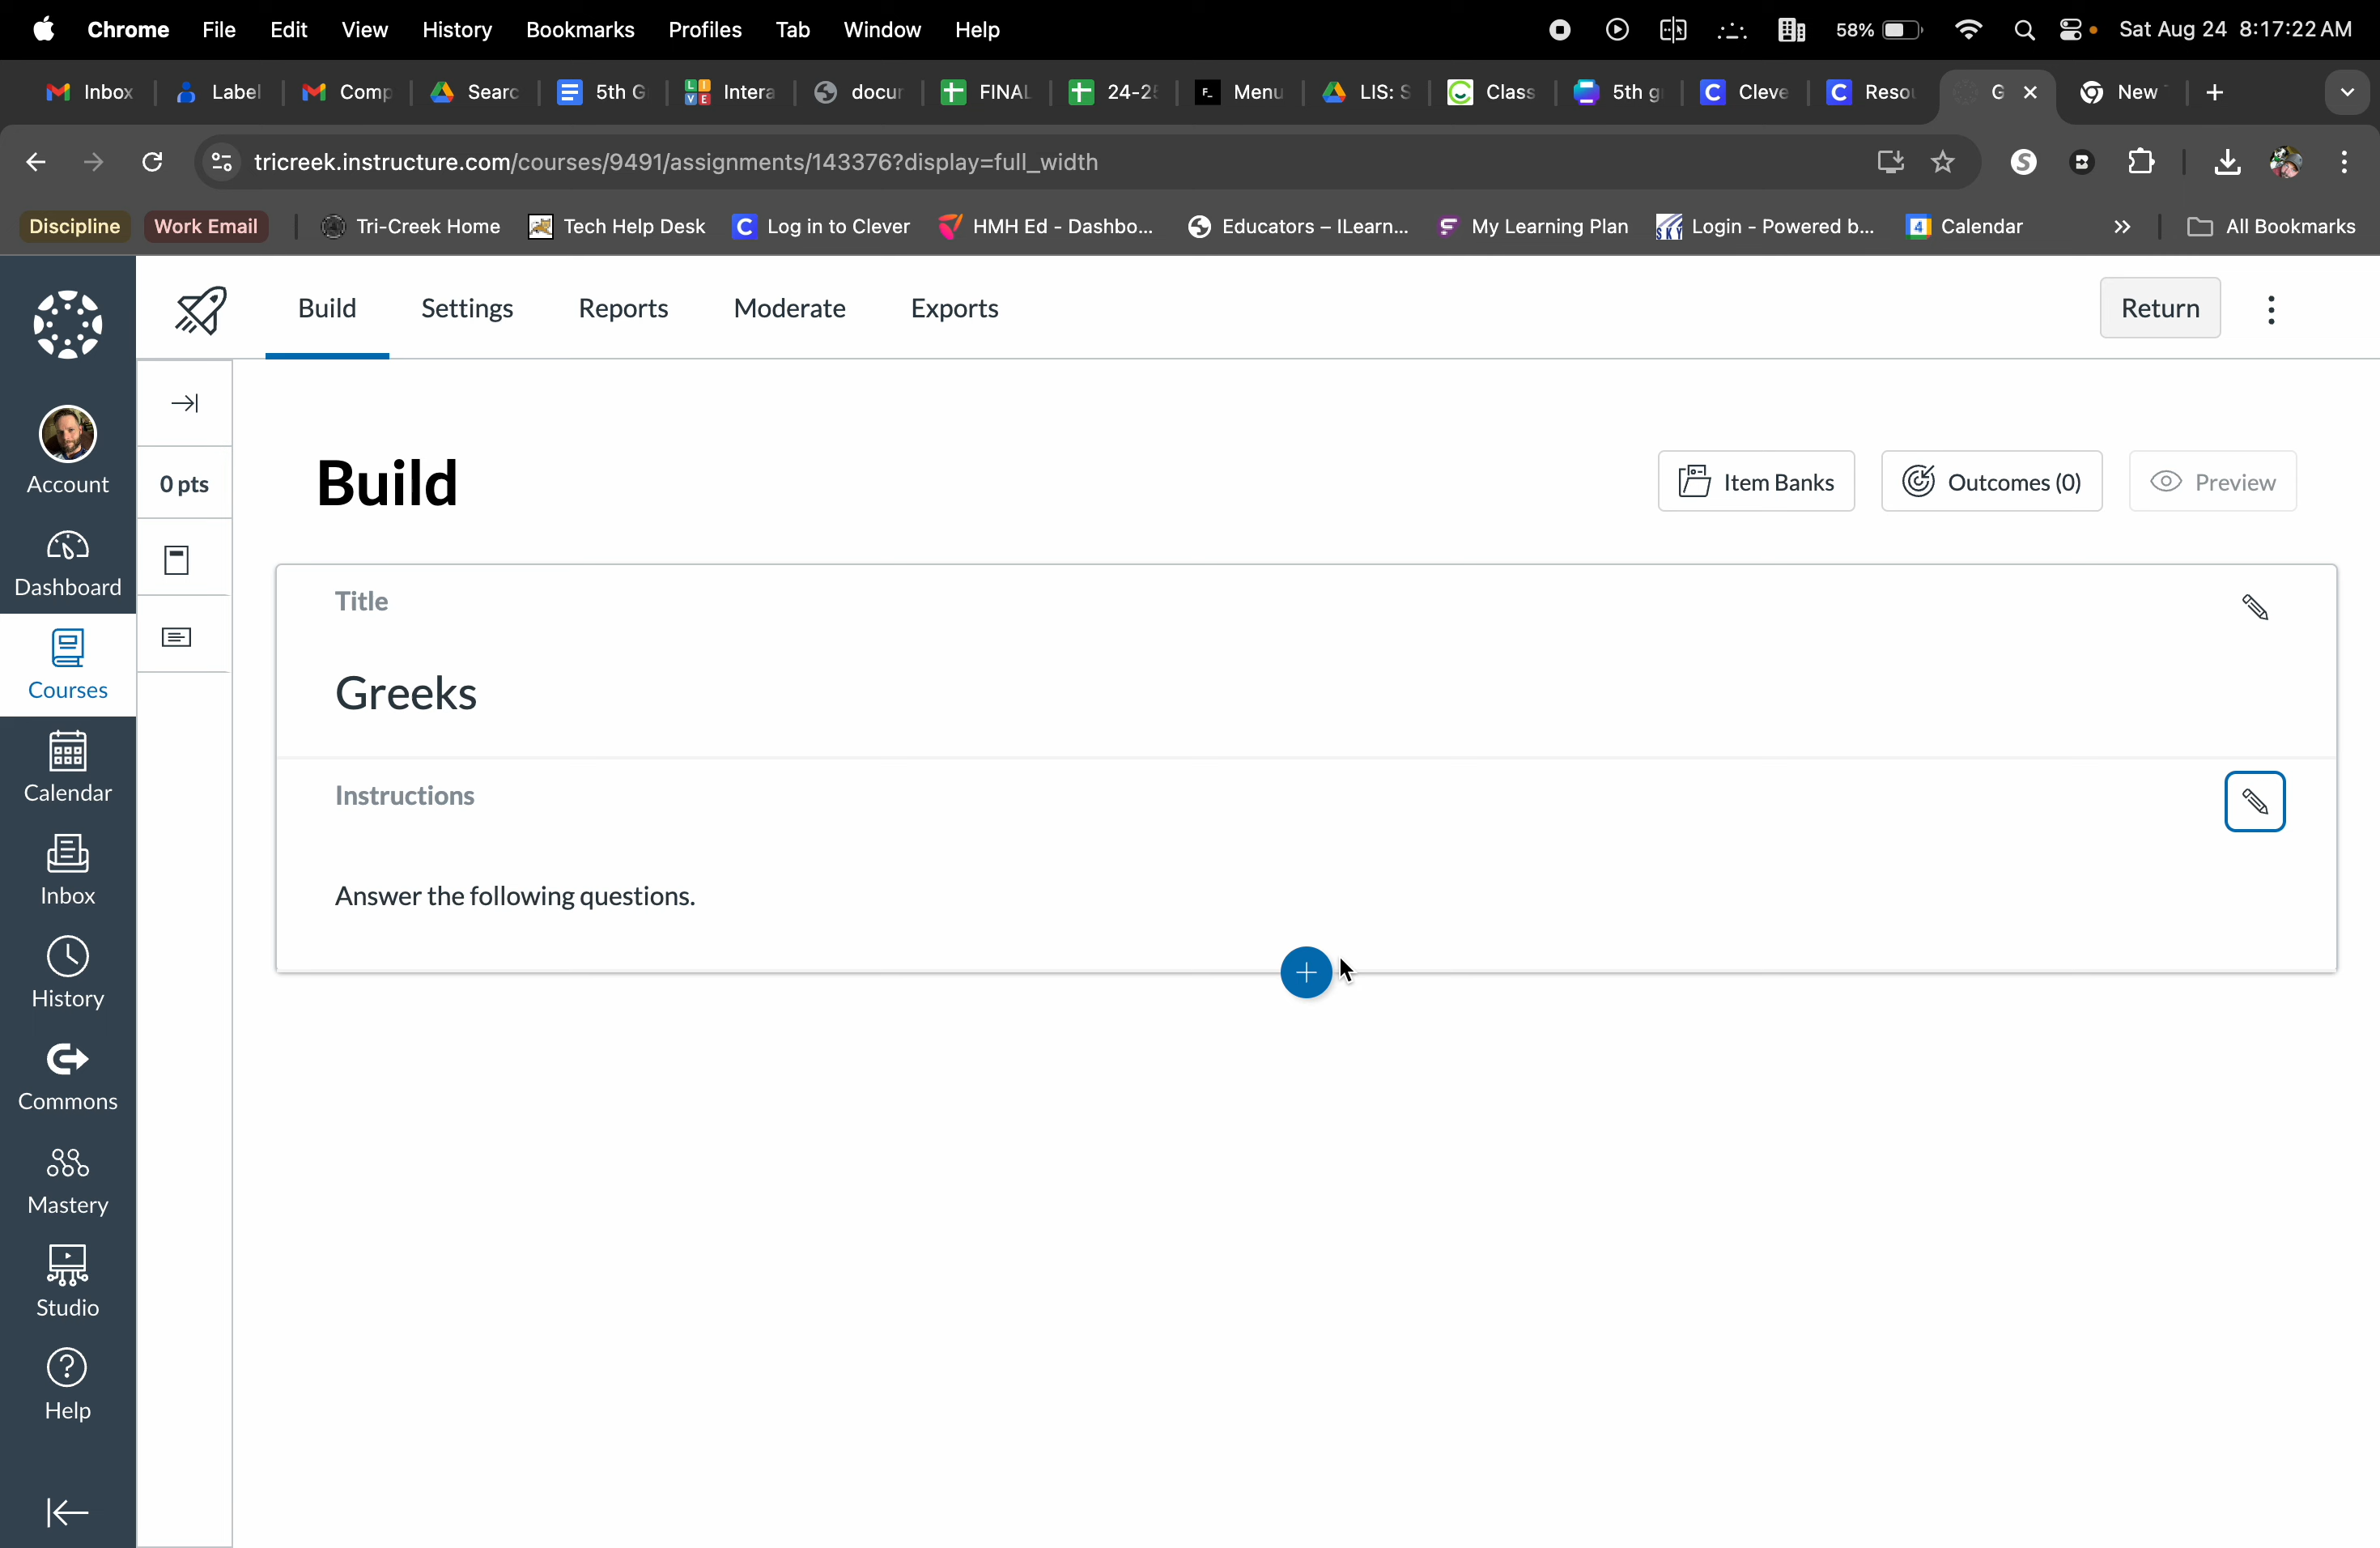 Chrome File Edit View History Bookmarks Profiles Tab Window Help 58% Sat Aug 24 8:17:22 AM
Inbox Label Comp Searc 5th G Intera docur FINAL 24-25 Menu LIS: S Class 5th g Cleve Resou G New
tricreek.instructure.com/courses/9491/assignments/143376?display=full_width
Discipline Work Email Tri-Creek Home Tech Help Desk Log in to Clever HMH Ed - Dashbo... Educators – ILearn... My Learning Plan Login - Powered b... Calendar » All Bookmarks
Build Settings Reports Moderate Exports Return
Account
Dashboard
Courses
Calendar
Inbox
History
Commons
Mastery
Studio
Help
0 pts
Build
Item Banks Outcomes (0) Preview
Title
Greeks
Instructions
Answer the following questions.